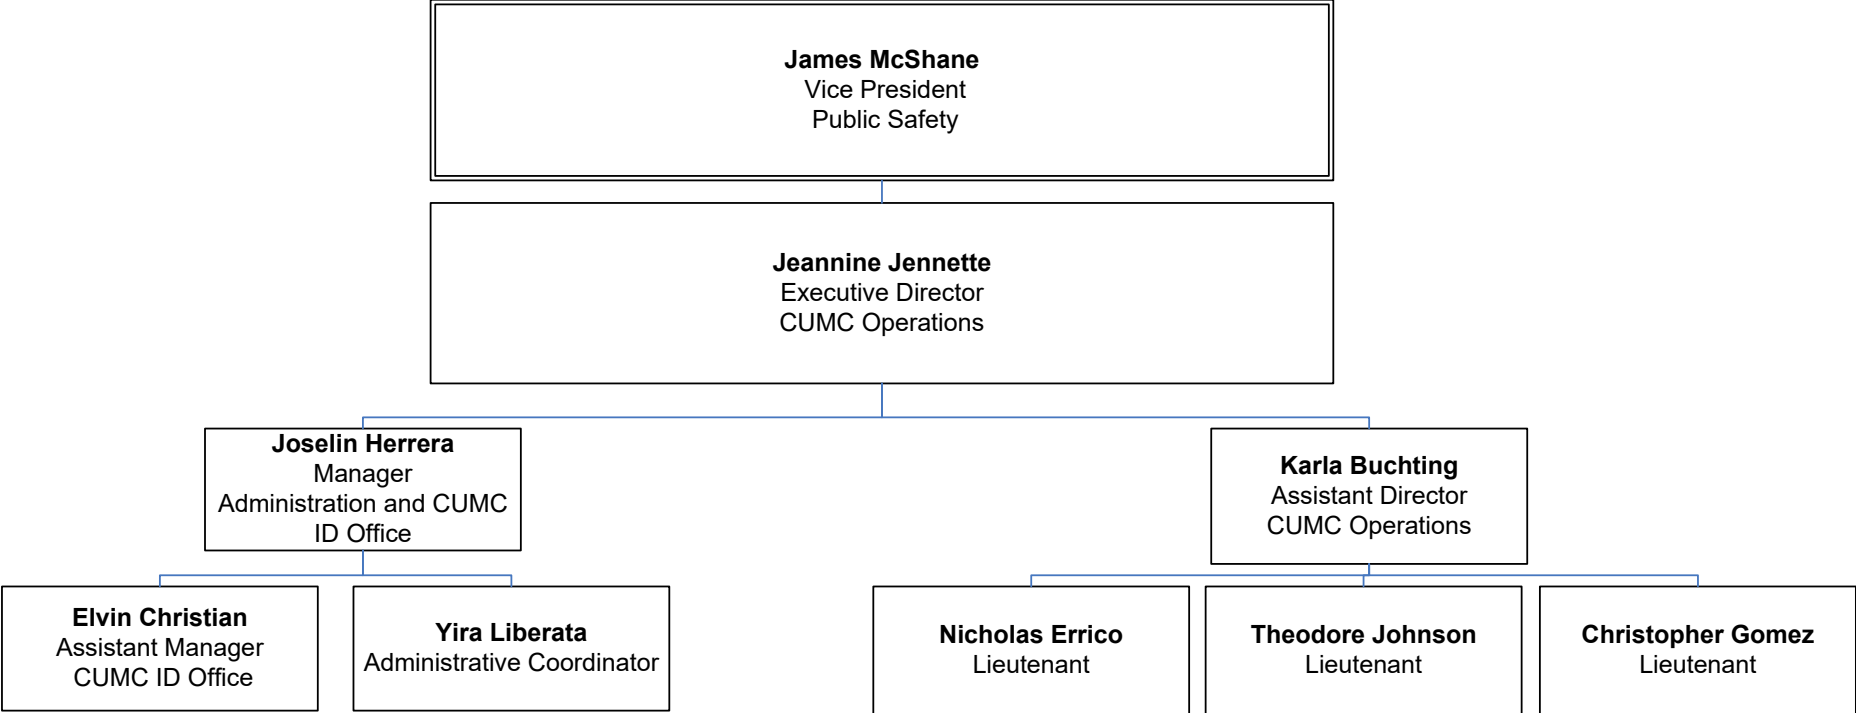 James McShane
Vice President
Public Safety
Jeannine Jennette
Executive Director
CUMC Operations
Joselin Herrera
Manager
Administration and CUMC
ID Office
Karla Buchting
Assistant Director
CUMC Operations
Elvin Christian
Assistant Manager
CUMC ID Office
Yira Liberata
Administrative Coordinator
Nicholas Errico
Lieutenant
Theodore Johnson
Lieutenant
Christopher Gomez
Lieutenant